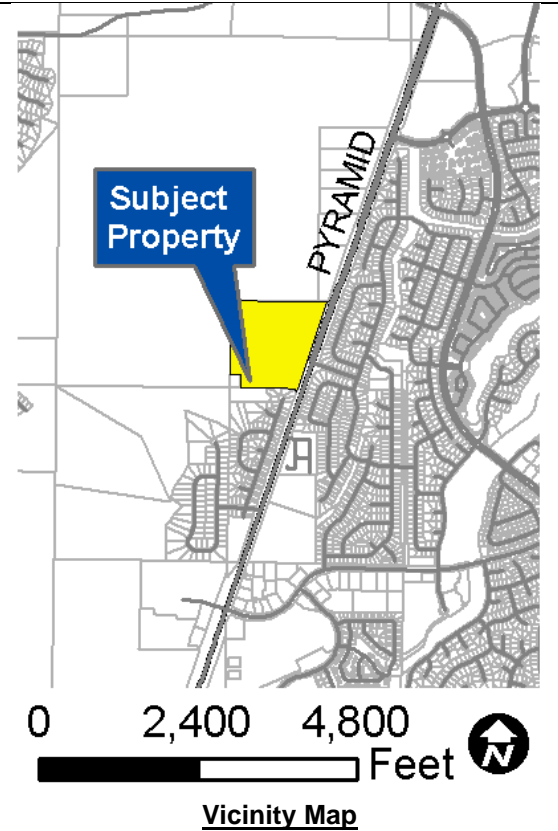 PYRAMID
Subject
Property
0 2,400 4,800
Feet
N
Vicinity Map